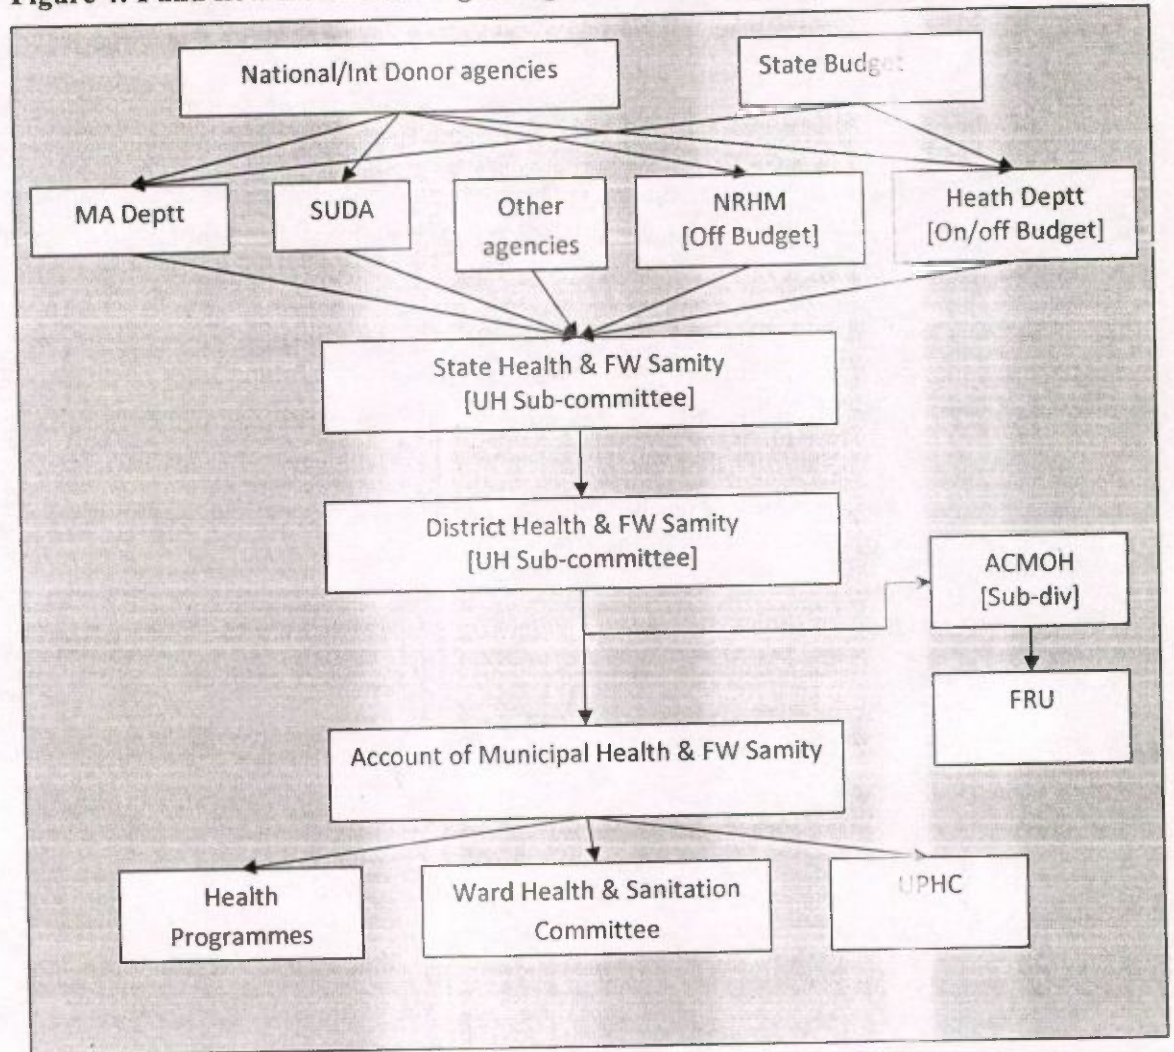 National/Int Donor agencies
State Budget
MA Deptt
SUDA
Other
agencies
NRHM
[Off Budget]
Heath Deptt
[On/off Budget]
State Health & FW Samity
[UH Sub-committee]
District Health & FW Samity
[UH Sub-committee]
ACMOH
[Sub-div]
FRU
Account of Municipal Health & FW Samity
Health
Programmes
Ward Health & Sanitation
Committee
UPHC